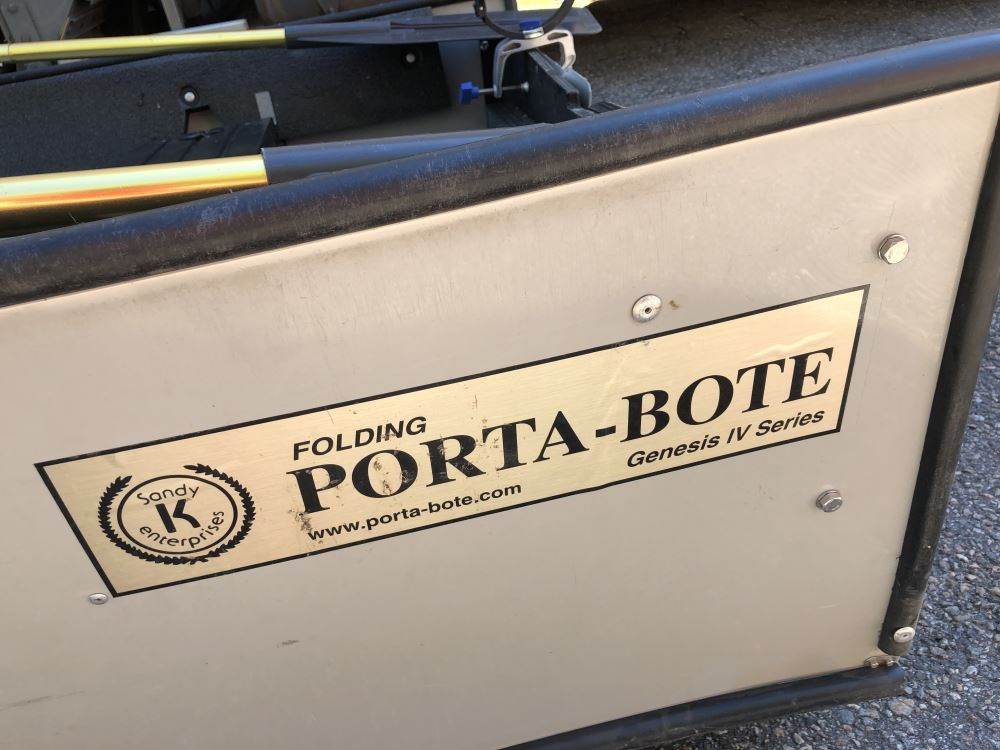 Sandy
K
enterprises
FOLDING
PORTA-BOTE
www.porta-bote.com
Genesis IV Series